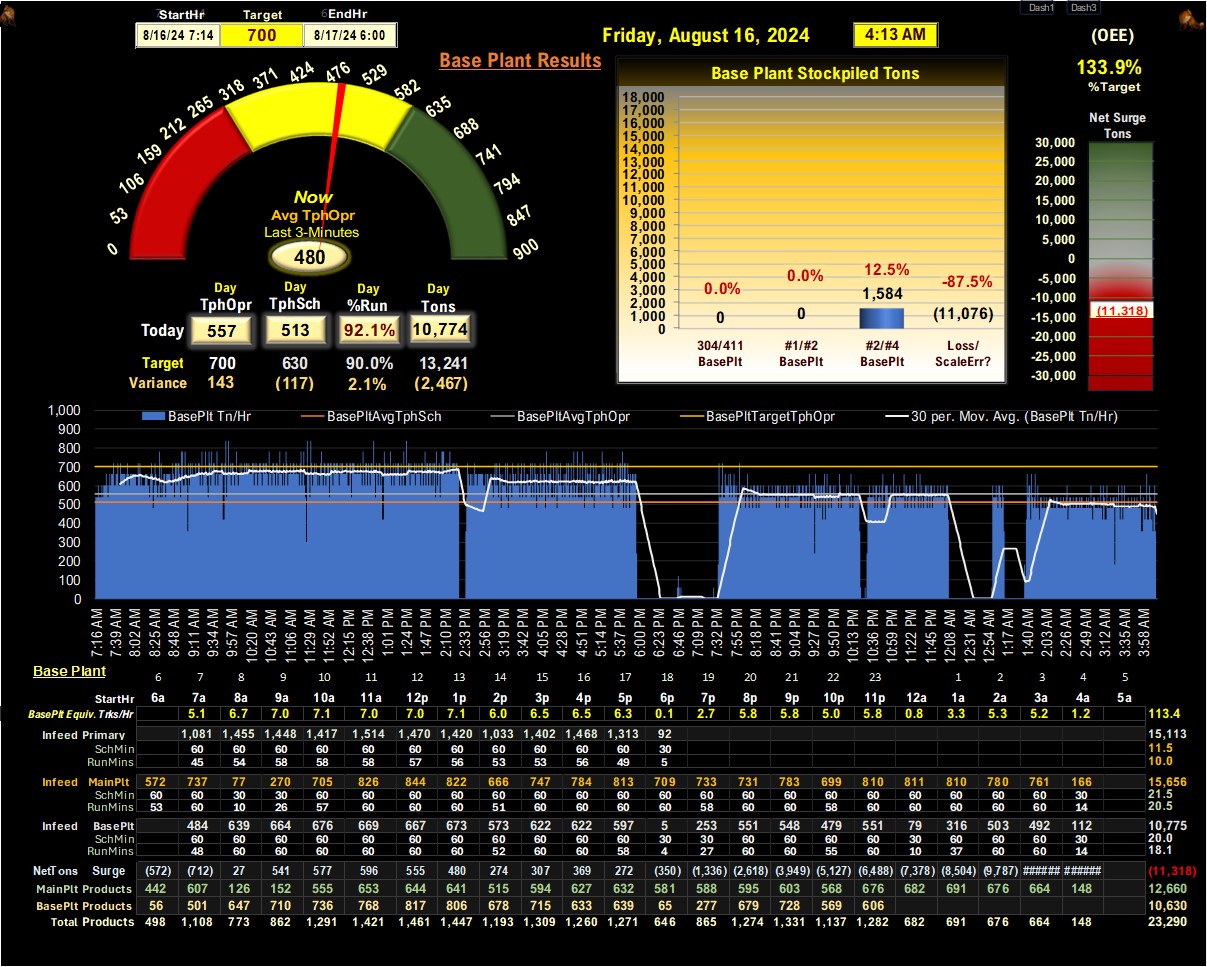 Dash1 Dash3
StartHr Target EndHr
8/16/24 7:14 700 8/17/24 6:00
Friday, August 16, 2024 4:13 AM
(OEE)
133.9%
%Target
Base Plant Results
Base Plant Stockpiled Tons
Net Surge
Tons
0 53 106 159 212 265 318 371 424 476 529 582 635 688 741 794 847 900
Now
Avg TphOpr
Last 3-Minutes
480
18,000
17,000
16,000
15,000
14,000
13,000
12,000
11,000
10,000
9,000
8,000
7,000
6,000
5,000
4,000
3,000
2,000
1,000
0
0.0% 0.0% 12.5% -87.5%
0 0 1,584 (11,076)
304/411 #1/#2 #2/#4 Loss/
BasePlt BasePlt BasePlt ScaleErr?
30,000
25,000
20,000
15,000
10,000
5,000
0
-5,000
-10,000
-15,000
-20,000
-25,000
-30,000
(11,318)
Day Day Day Day
TphOpr TphSch %Run Tons
Today 557 513 92.1% 10,774
Target 700 630 90.0% 13,241
Variance 143 (117) 2.1% (2,467)
BasePlt Tn/Hr BasePltAvgTphSch BasePltAvgTphOpr BasePltTargetTphOpr 30 per. Mov. Avg. (BasePlt Tn/Hr)
1,000
900
800
700
600
500
400
300
200
100
0
7:16 AM 7:39 AM 8:02 AM 8:25 AM 8:48 AM 9:11 AM 9:34 AM 9:57 AM 10:20 AM 10:43 AM 11:06 AM 11:29 AM 11:52 AM 12:15 PM 12:38 PM 1:01 PM 1:24 PM 1:47 PM 2:10 PM 2:33 PM 2:56 PM 3:19 PM 3:42 PM 4:05 PM 4:28 PM 4:51 PM 5:14 PM 5:37 PM 6:00 PM 6:23 PM 6:46 PM 7:09 PM 7:32 PM 7:55 PM 8:18 PM 8:41 PM 9:04 PM 9:27 PM 9:50 PM 10:13 PM 10:36 PM 10:59 PM 11:22 PM 11:45 PM 12:08 AM 12:31 AM 12:54 AM 1:17 AM 1:40 AM 2:03 AM 2:26 AM 2:49 AM 3:12 AM 3:35 AM 3:58 AM
Base Plant
6 7 8 9 10 11 12 13 14 15 16 17 18 19 20 21 22 23 1 2 3 4 5
StartHr 6a 7a 8a 9a 10a 11a 12p 1p 2p 3p 4p 5p 6p 7p 8p 9p 10p 11p 12a 1a 2a 3a 4a 5a
BasePlt Equiv. Trks/Hr 5.1 6.7 7.0 7.1 7.0 7.0 7.1 6.0 6.5 6.5 6.3 0.1 2.7 5.8 5.8 5.0 5.8 0.8 3.3 5.3 5.2 1.2 113.4
Infeed Primary 1,081 1,455 1,448 1,417 1,514 1,470 1,420 1,033 1,402 1,468 1,313 92 15,113
SchMin 60 60 60 60 60 60 60 60 60 60 60 30 11.5
RunMins 45 54 58 58 58 57 56 53 53 56 49 5 10.0
Infeed MainPlt 572 737 77 270 705 826 844 822 666 747 784 813 709 733 731 783 699 810 811 810 780 761 166 15,656
SchMin 60 60 30 30 60 60 60 60 60 60 60 60 60 60 60 60 60 60 60 60 60 60 30 21.5
RunMins 53 60 10 26 57 60 60 60 51 60 60 60 60 58 60 60 58 60 60 60 60 60 14 20.5
Infeed BasePlt 484 639 664 676 669 667 673 573 622 622 597 5 253 551 548 479 551 79 316 503 492 112 10,775
SchMin 60 60 60 60 60 60 60 60 60 60 60 30 30 60 60 60 60 30 60 60 60 30 20.0
RunMins 48 60 60 60 60 60 60 52 60 60 58 4 27 60 60 55 60 10 37 60 60 14 18.1
NetTons Surge (572) (712) 27 541 577 596 555 480 274 307 369 272 (350) (1,336) (2,618) (3,949) (5,127) (6,488) (7,378) (8,504) (9,787) ###### ###### (11,318)
MainPlt Products 442 607 126 152 555 653 644 641 515 594 627 632 581 588 595 603 568 676 682 691 676 664 148 12,660
BasePlt Products 56 501 647 710 736 768 817 806 678 715 633 639 65 277 679 728 569 606 10,630
Total Products 498 1,108 773 862 1,291 1,421 1,461 1,447 1,193 1,309 1,260 1,271 646 865 1,274 1,331 1,137 1,282 682 691 676 664 148 23,290